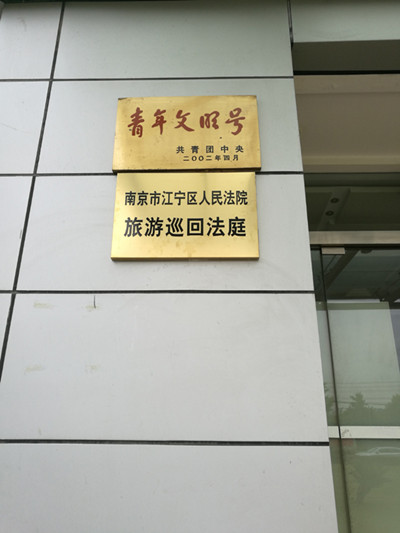 青年文明号
共青团中央
二〇〇二年四月
南京市江宁区人民法院
旅游巡回法庭